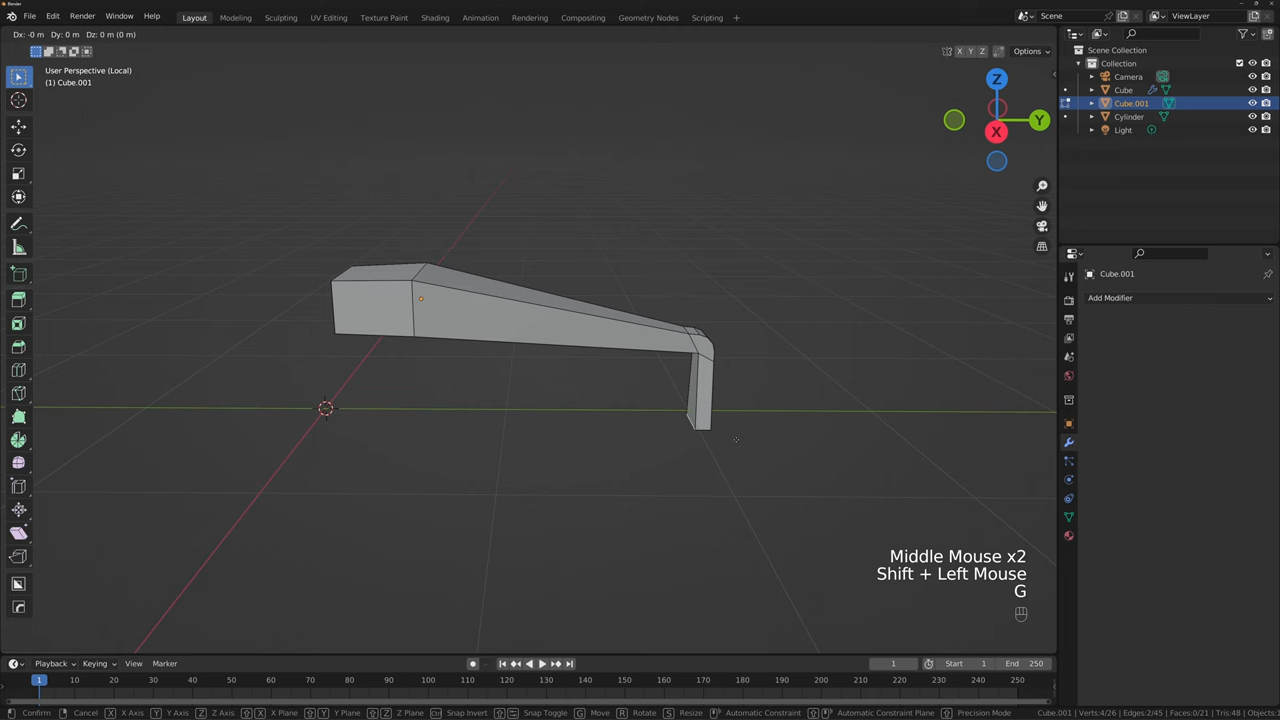 Blender
File Edit Render Window Help Layout Modeling Sculpting UV Editing Texture Paint Shading Animation Rendering Compositing Geometry Nodes Scripting + Scene ViewLayer
Dx: -0 m Dy: 0 m Dz: 0 m (0 m)
X Y Z Options
User Perspective (Local)
(1) Cube.001
Z
Y
X
Scene Collection
Collection
Camera
Cube
Cube.001
Cylinder
Light
Cube.001
Add Modifier
Middle Mouse x2
Shift + Left Mouse
G
Playback Keying View Marker 1 Start 1 End 250
1 10 20 30 40 50 60 70 80 90 100 110 120 130 140 150 160 170 180 190 200 210 220 230 240 250
Confirm Cancel X X Axis Y Y Axis Z Z Axis X X Plane Y Y Plane Z Z Plane Snap Invert Snap Toggle G Move R Rotate S Resize Automatic Constraint Automatic Constraint Plane Precision Mode Cube.001 | Verts:4/26 | Edges:2/45 | Faces:0/21 | Tris:48 | Objects: